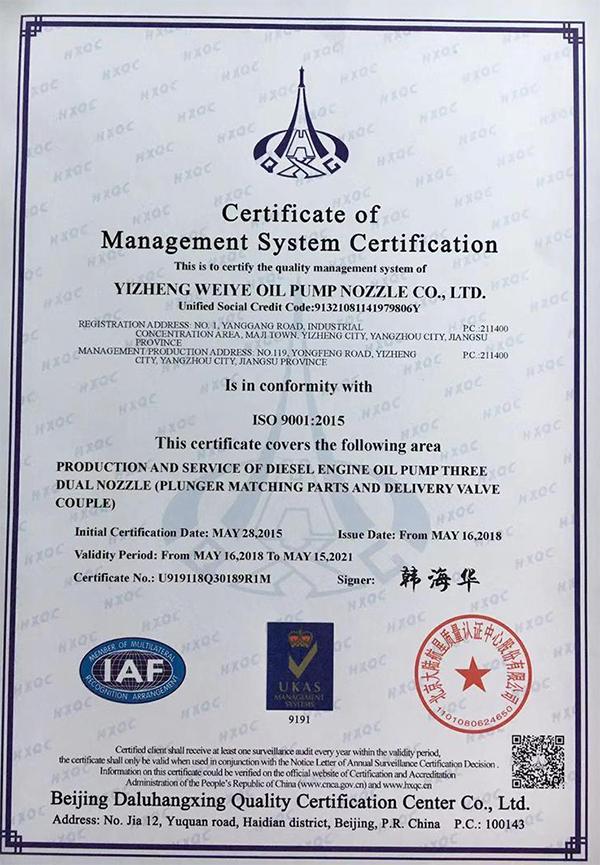 HXQC
Certificate of
Management System Certification
This is to certify the quality management system of
YIZHENG WEIYE OIL PUMP NOZZLE CO., LTD.
Unified Social Credit Code:91321081141979806Y
REGISTRATION ADDRESS: NO. 1, YANGGANG ROAD, INDUSTRIAL P.C.:211400
CONCENTRATION AREA, MAJI TOWN, YIZHENG CITY, YANGZHOU CITY, JIANGSU
PROVINCE
MANAGEMENT/PRODUCTION ADDRESS: NO.119, YONGFENG ROAD, YIZHENG P.C.:211400
CITY, YANGZHOU CITY, JIANGSU PROVINCE
Is in conformity with
ISO 9001:2015
This certificate covers the following area
PRODUCTION AND SERVICE OF DIESEL ENGINE OIL PUMP THREE
DUAL NOZZLE (PLUNGER MATCHING PARTS AND DELIVERY VALVE
COUPLE)
Initial Certification Date: MAY 28,2015 Issue Date: From MAY 16,2018
Validity Period: From MAY 16,2018 To MAY 15,2021
Certificate No.: U919118Q30189R1M Signer: 韩海华
MEMBER OF MULTILATERAL
IAF
RECOGNITION ARRANGEMENT
UKAS
MANAGEMENT
SYSTEMS
9191
北京大陆航星质量认证中心股份有限公司
1101080624650
Certified client shall receive at least one surveillance audit every year within the validity period,
the certificate shall only be valid when used in conjunction with the Notice Letter of Annual Surveillance Certification Decision .
Information on this certificate could be verified on the official website of Certification and Accreditation
Administration of the People's Republic of China (www.cnca.gov.cn) and www.hxqc.cn
Beijing Daluhangxing Quality Certification Center Co., Ltd.
Address: No. Jia 12, Yuquan road, Haidian district, Beijing, P.R. China P.C.: 100143